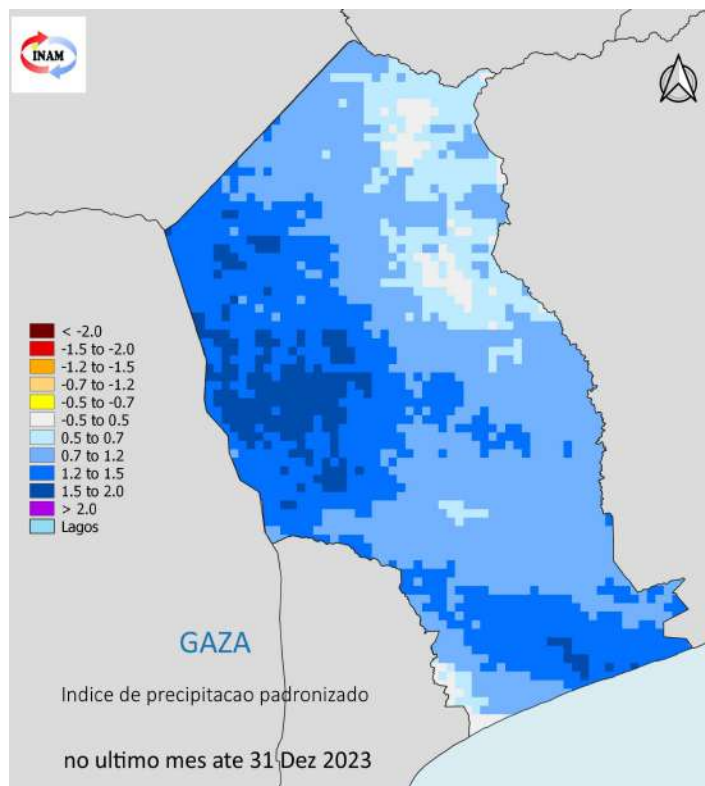 INAM
< -2.0
-1.5 to -2.0
-1.2 to -1.5
-0.7 to -1.2
-0.5 to -0.7
-0.5 to 0.5
0.5 to 0.7
0.7 to 1.2
1.2 to 1.5
1.5 to 2.0
> 2.0
Lagos
GAZA
Indice de precipitacao padronizado
no ultimo mes ate 31 Dez 2023